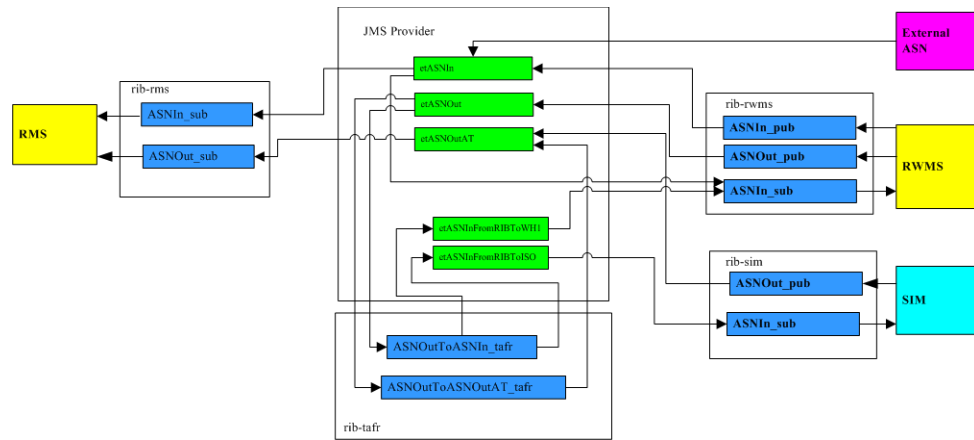 JMS Provider
External
ASN
etASNIn
rib-rms
etASNOut
rib-rwms
RMS
ASNIn_sub
ASNIn_pub
etASNOutAT
ASNOut_sub
ASNOut_pub
RWMS
ASNIn_sub
etASNInFromRIBToWH1
etASNInFromRIBToISO
rib-sim
ASNOut_pub
SIM
ASNIn_sub
ASNOutToASNIn_tafr
ASNOutToASNOutAT_tafr
rib-tafr